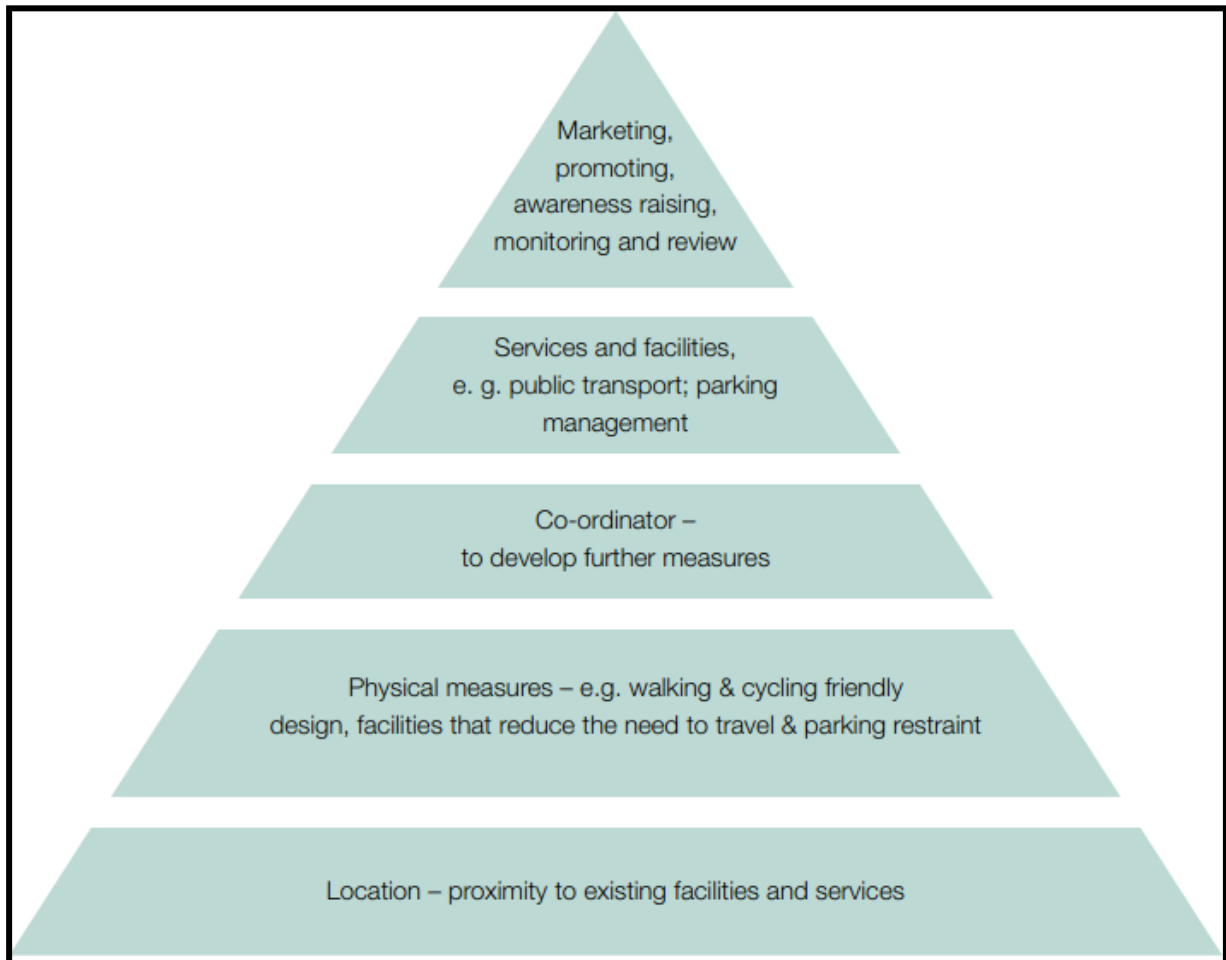 Marketing,
promoting,
awareness raising,
monitoring and review
Services and facilities,
e. g. public transport; parking
management
Co-ordinator –
to develop further measures
Physical measures – e.g. walking & cycling friendly
design, facilities that reduce the need to travel & parking restraint
Location – proximity to existing facilities and services